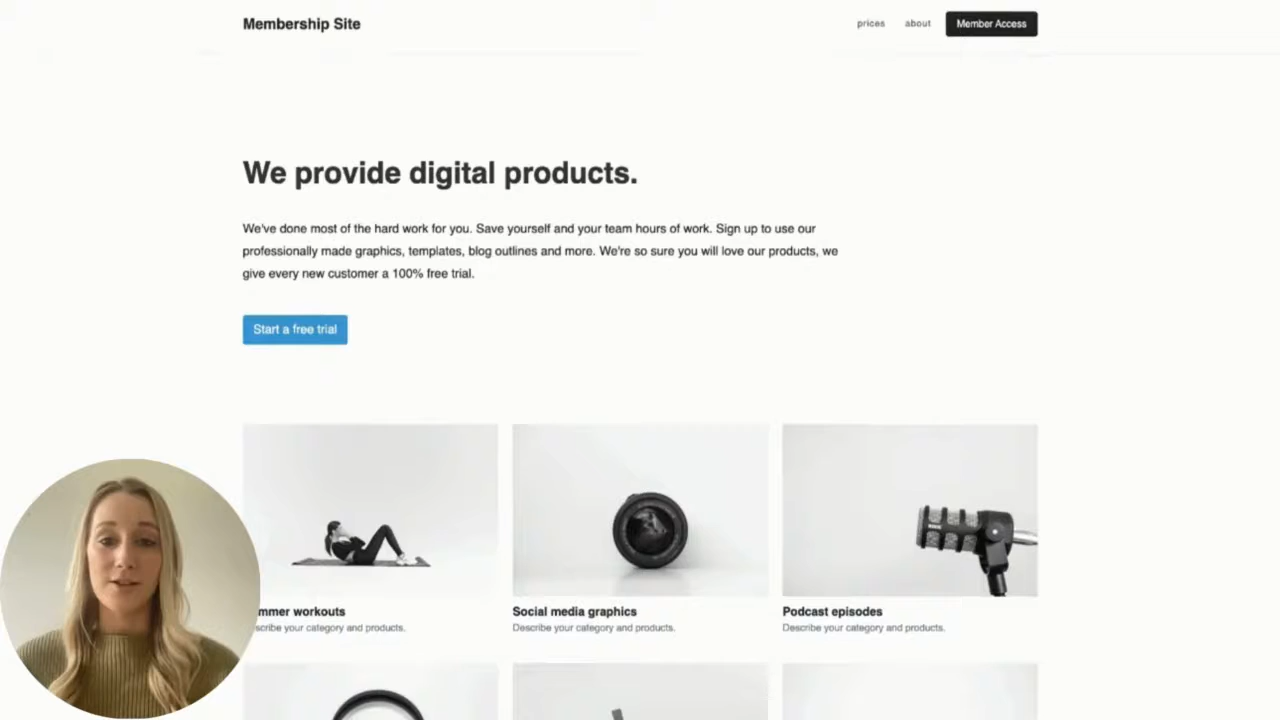 Membership Site
prices about Member Access
We provide digital products.
We've done most of the hard work for you. Save yourself and your team hours of work. Sign up to use our
professionally made graphics, templates, blog outlines and more. We're so sure you will love our products, we
give every new customer a 100% free trial.
Start a free trial
mmer workouts
scribe your category and products.
Social media graphics
Describe your category and products.
Podcast episodes
Describe your category and products.